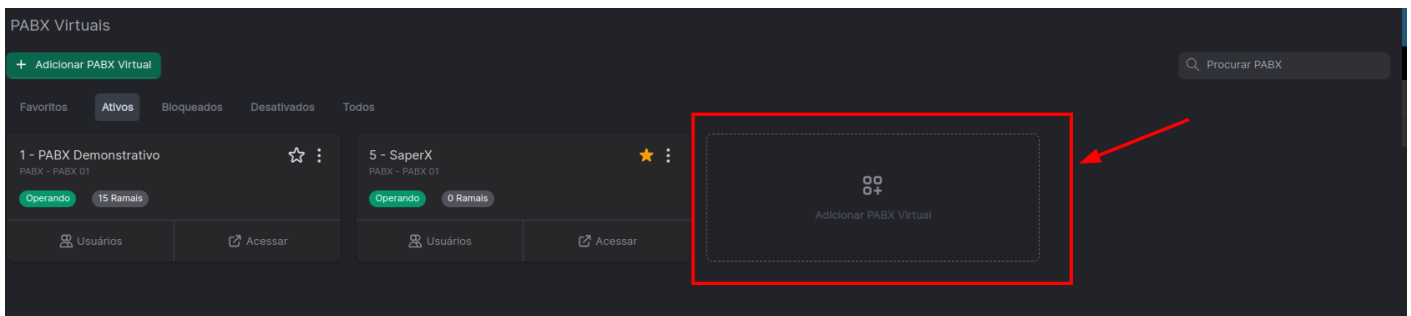 PABX Virtuais
+ Adicionar PABX Virtual
Procurar PABX
Favoritos Ativos Bloqueados Desativados Todos
1 - PABX Demonstrativo
PABX - PABX 01
Operando 15 Ramais
Usuários Acessar
5 - SaperX
PABX - PABX 01
Operando 0 Ramais
Usuários Acessar
Adicionar PABX Virtual